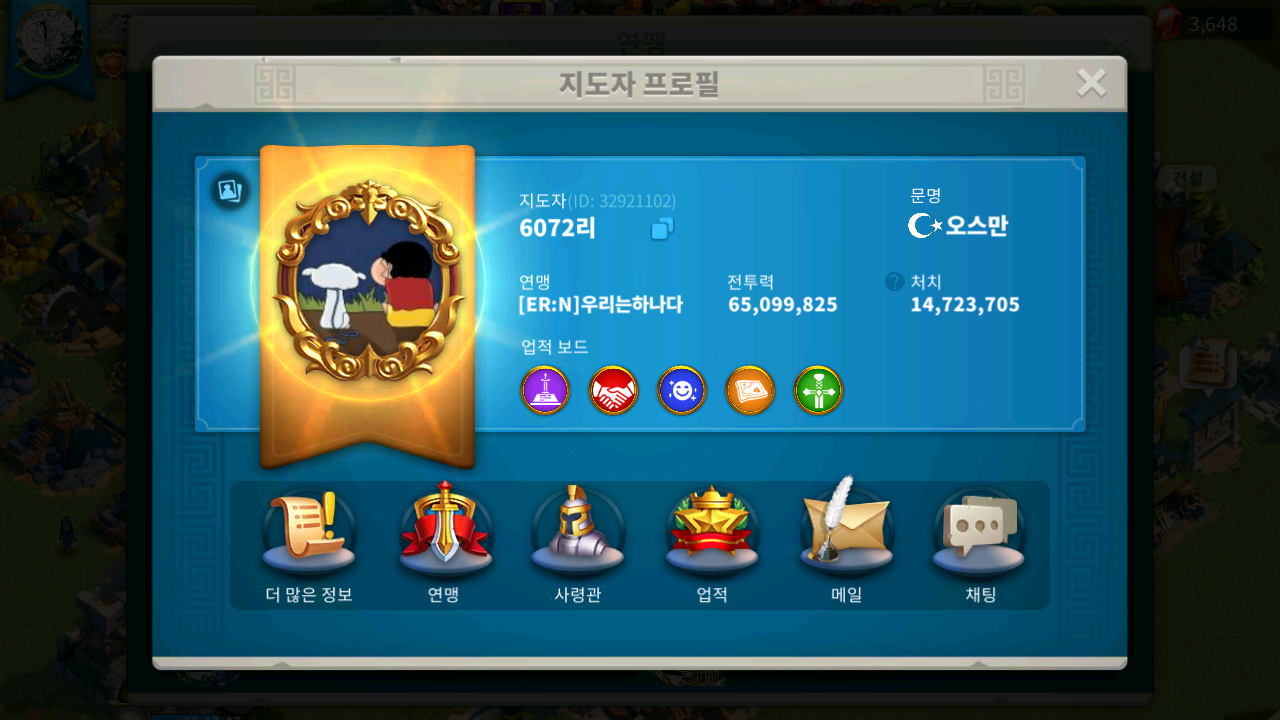 3,648
연맹
지도자 프로필
건설
지도자(ID: 32921102)
6072리
문명
오스만
연맹
[ER:N]우리는하나다
전투력
65,099,825
처치
14,723,705
업적 보드
더 많은 정보
연맹
사령관
업적
메일
채팅